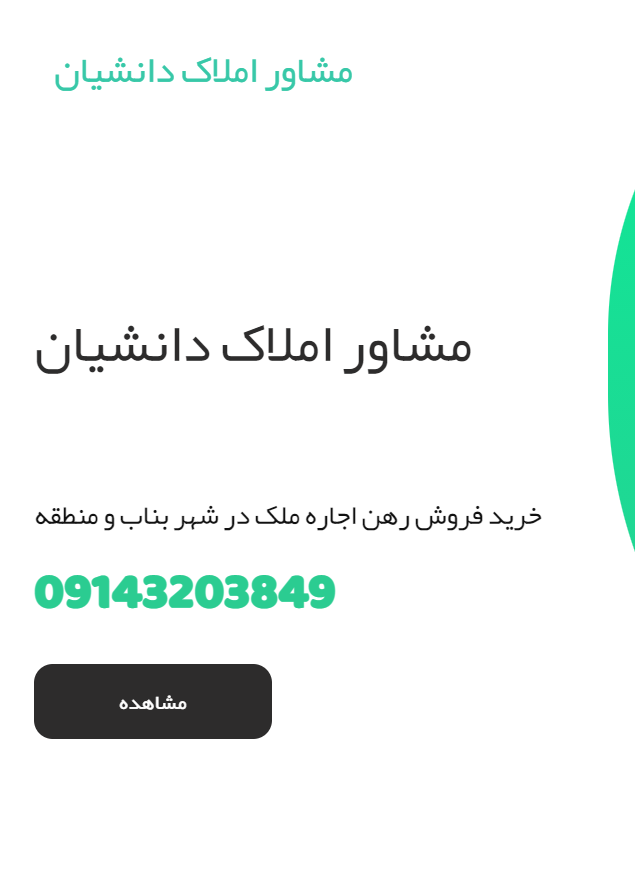 مشاور املاک دانشیان
مشاور املاک دانشیان
خرید فروش رهن اجاره ملک در شهر بناب و منطقه
09143203849
مشاهده